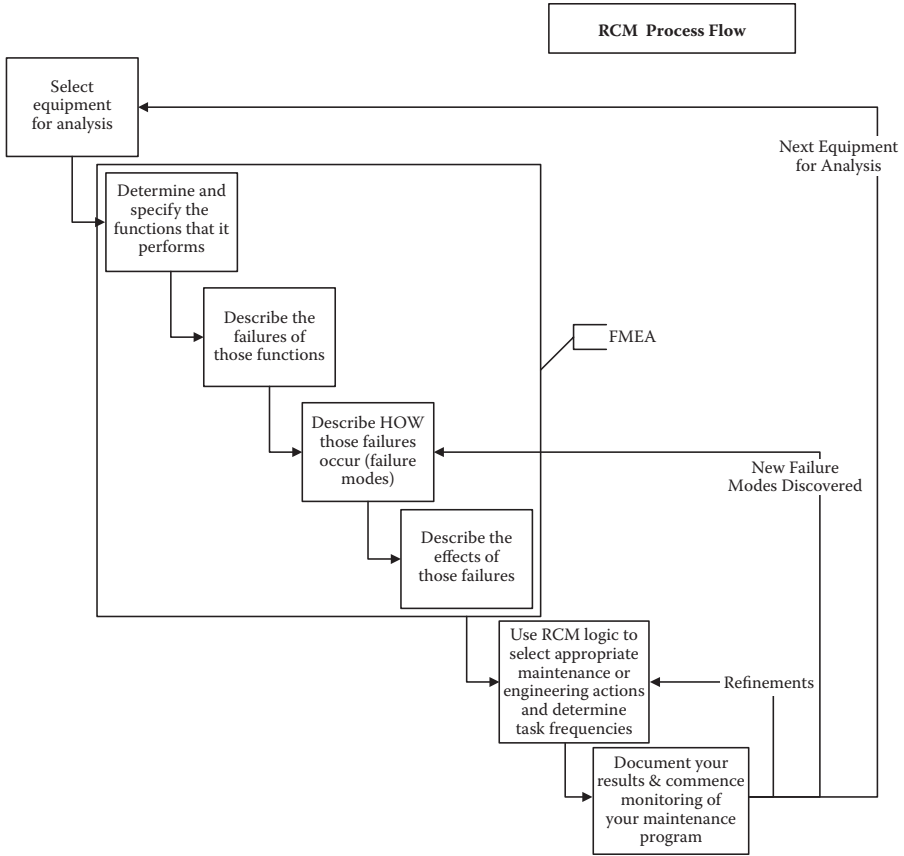 RCM Process Flow
Select
equipment
for analysis
Next Equipment
for Analysis
Determine and
specify the
functions that it
performs
Describe the
failures of
those functions
FMEA
Describe HOW
those failures
occur (failure
modes)
New Failure
Modes Discovered
Describe the
effects of
those failures
Use RCM logic to
select appropriate
maintenance or
engineering actions
and determine
task frequencies
Refinements
Document your
results & commence
monitoring of
your maintenance
program